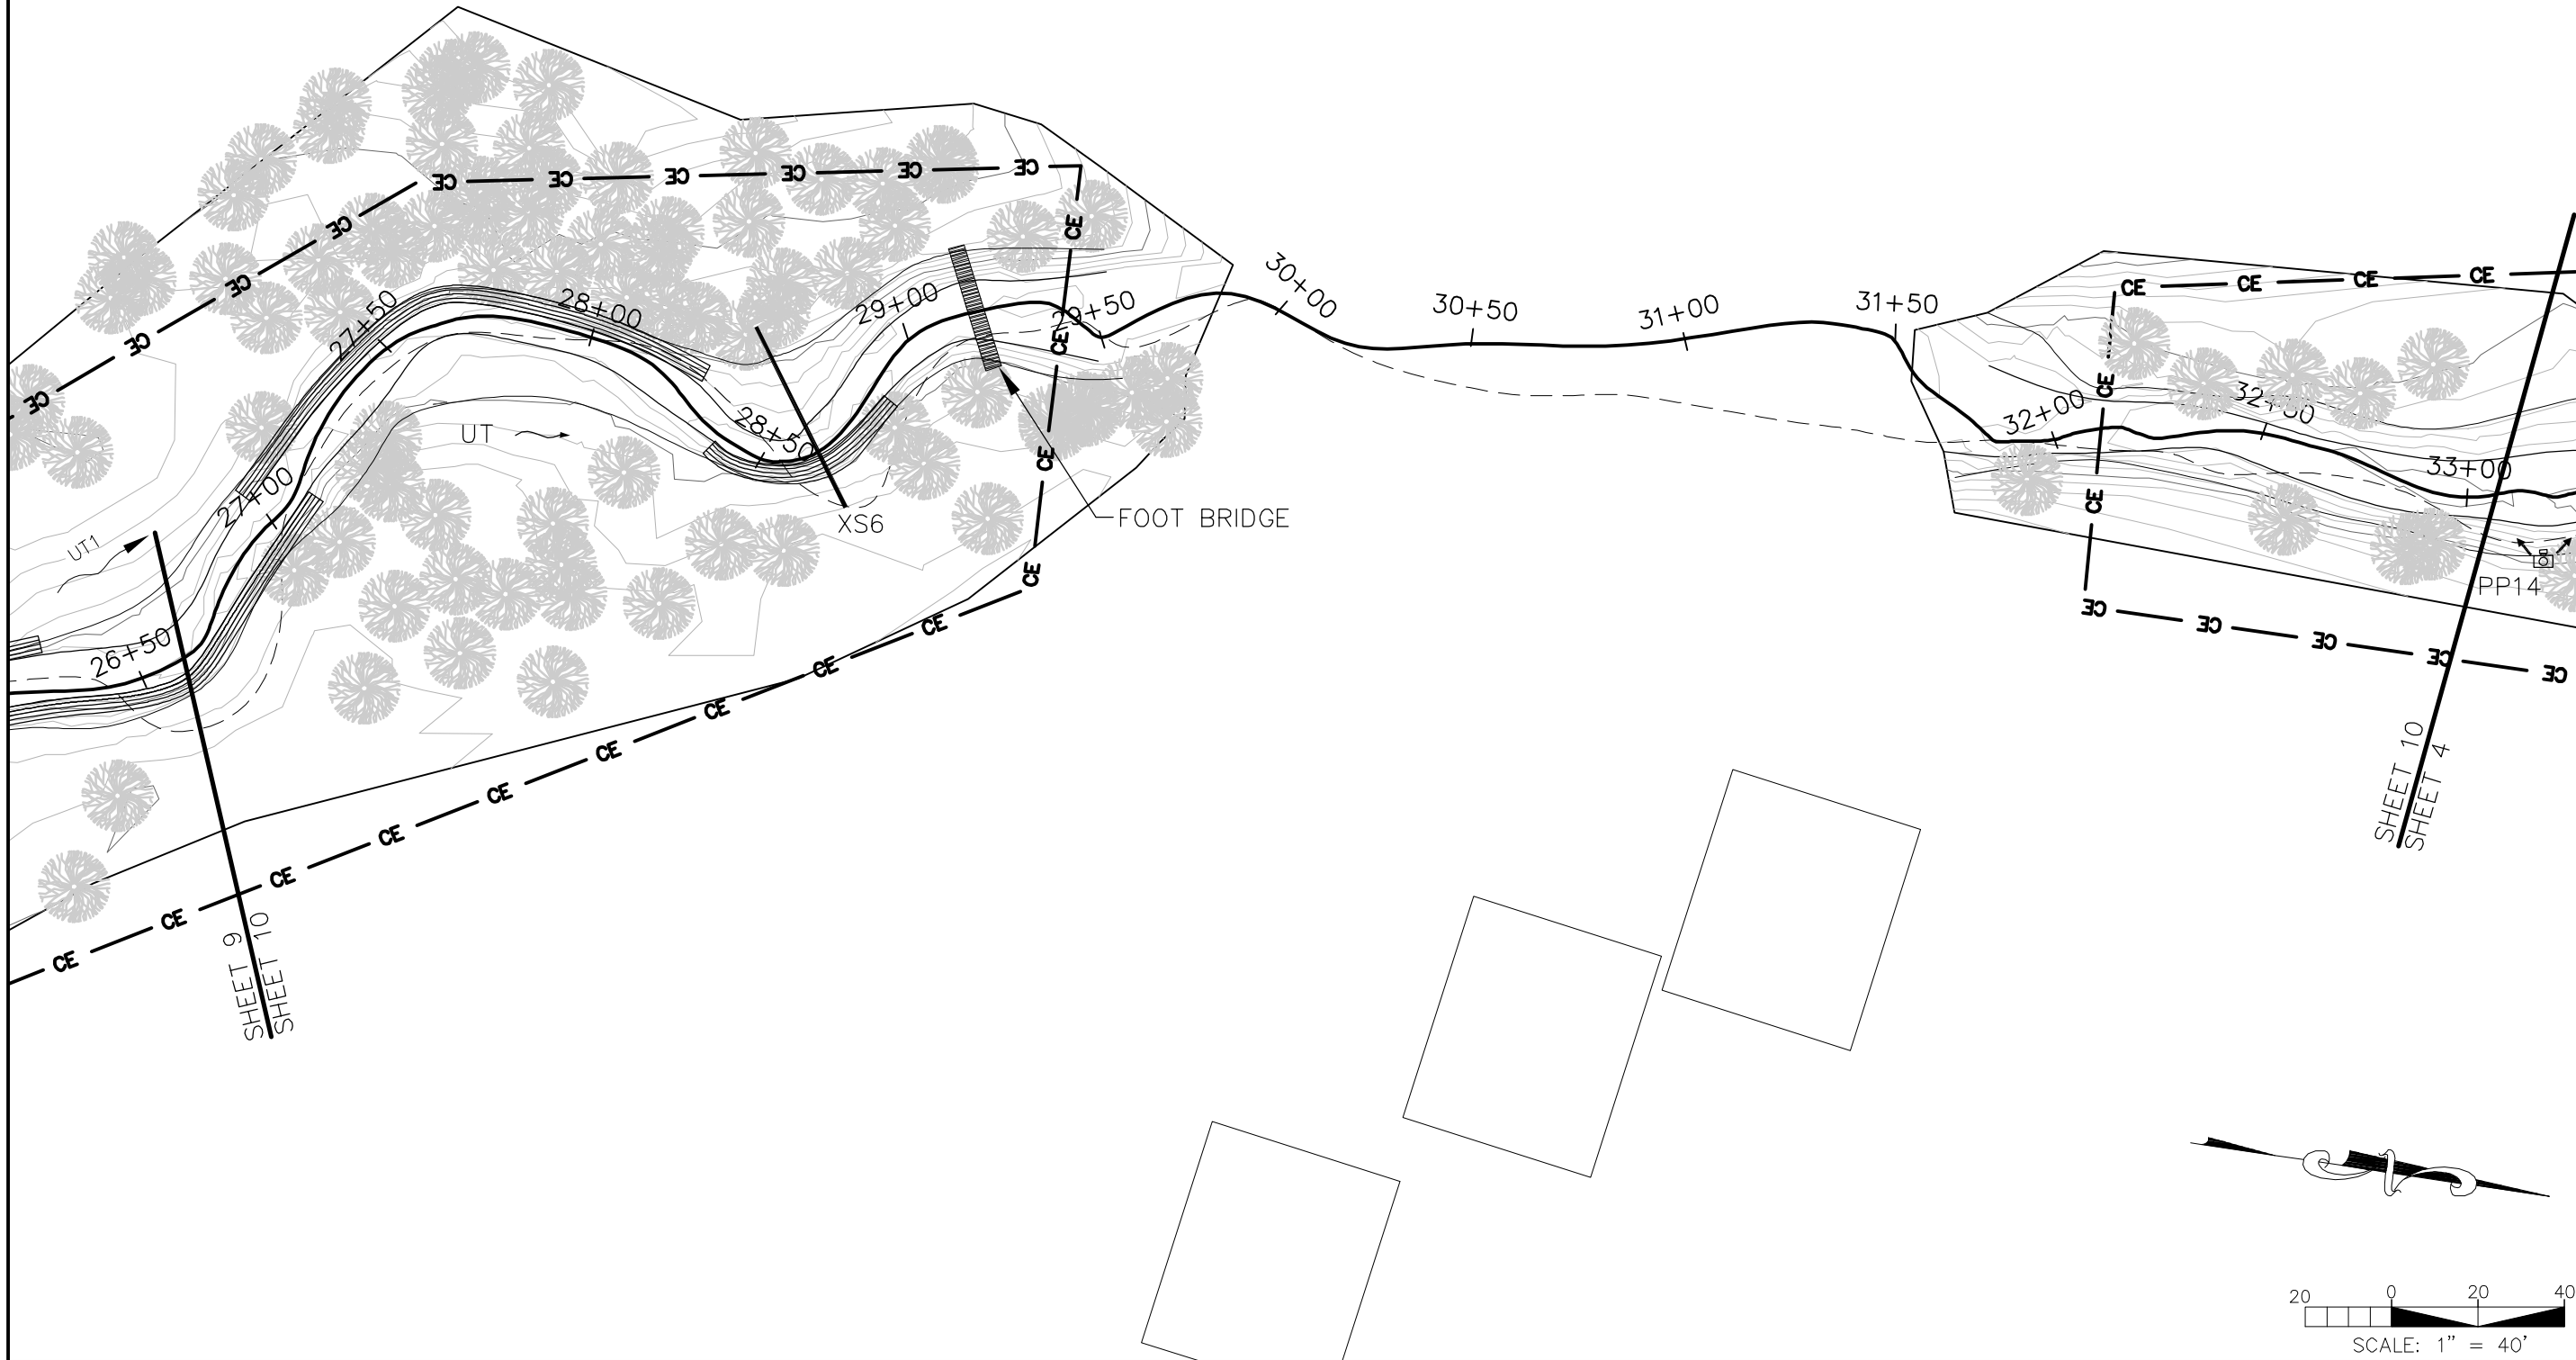 CE CE CE CE CE CE
CE CE CE CE
CE
CE
CE
CE
30+00
29+50
29+00
28+00
27+50
30+50
31+00
31+50
CE CE CE CE
CE
CE
32+00
32+50
33+00
UT
28+50
27+00
XS6
FOOT BRIDGE
UT1
26+50
PP14
CE CE CE CE CE
CE CE CE CE CE CE CE CE CE
SHEET 9
SHEET 10
SHEET 10
SHEET 4
20 0 20 40
SCALE: 1" = 40'